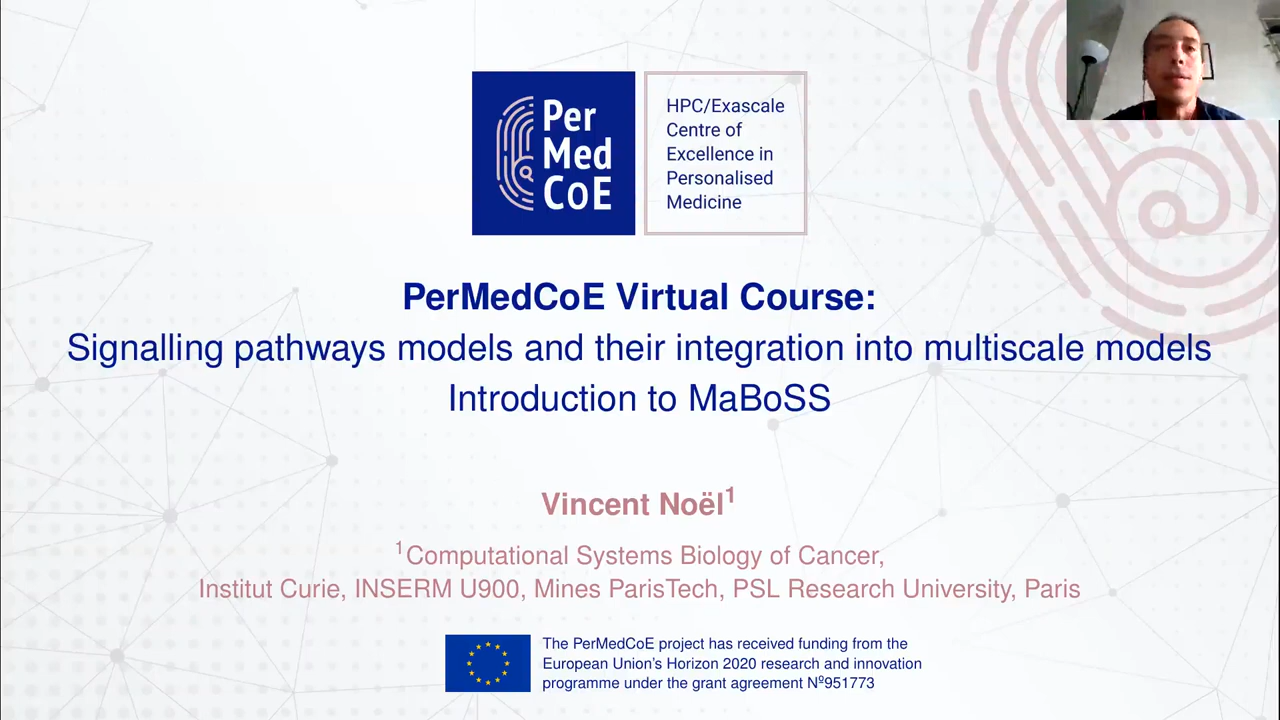 Per
Med
CoE
HPC/Exascale
Centre of
Excellence in
Personalised
Medicine
PerMedCoE Virtual Course:
Signalling pathways models and their integration into multiscale models
Introduction to MaBoSS
Vincent Noël¹
¹Computational Systems Biology of Cancer,
Institut Curie, INSERM U900, Mines ParisTech, PSL Research University, Paris
The PerMedCoE project has received funding from the
European Union's Horizon 2020 research and innovation
programme under the grant agreement Nº951773